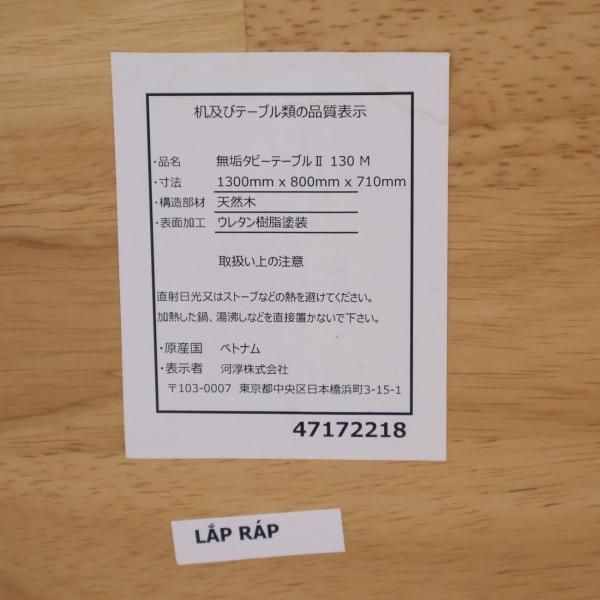 机及びテーブル類の品質表示
・品名 無垢タビーテーブルⅡ 130 M
・寸法 1300mm x 800mm x 710mm
・構造部材 天然木
・表面加工 ウレタン樹脂塗装
取扱い上の注意
直射日光又はストーブなどの熱を避けてください。
加熱した鍋、湯沸しなどを直接置かないで下さい。
・原産国 ベトナム
・表示者 河淳株式会社
〒103-0007 東京都中央区日本橋浜町3-15-1
47172218
LẮP RÁP